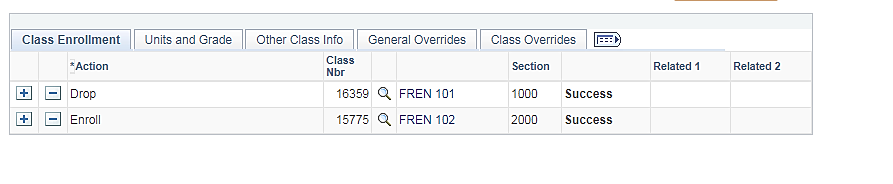 Class Enrollment Units and Grade Other Class Info General Overrides Class Overrides
*Action Class Nbr Section Related 1 Related 2
Drop 16359 FREN 101 1000 Success
Enroll 15775 FREN 102 2000 Success